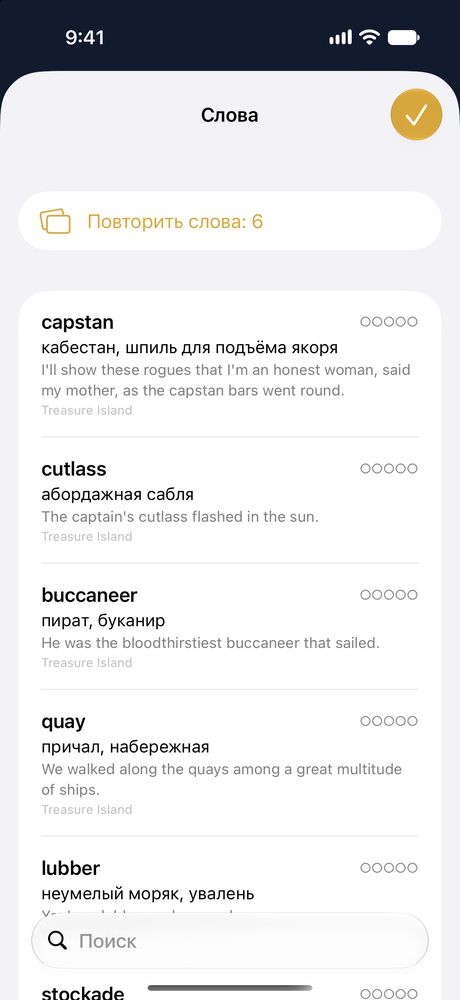 9:41
Слова
Повторить слова: 6
capstan
кабестан, шпиль для подъёма якоря
I'll show these rogues that I'm an honest woman, said
my mother, as the capstan bars went round.
Treasure Island
cutlass
абордажная сабля
The captain's cutlass flashed in the sun.
Treasure Island
buccaneer
пират, буканир
He was the bloodthirstiest buccaneer that sailed.
Treasure Island
quay
причал, набережная
We walked along the quays among a great multitude
of ships.
Treasure Island
lubber
неумелый моряк, увалень
Поиск
stockade